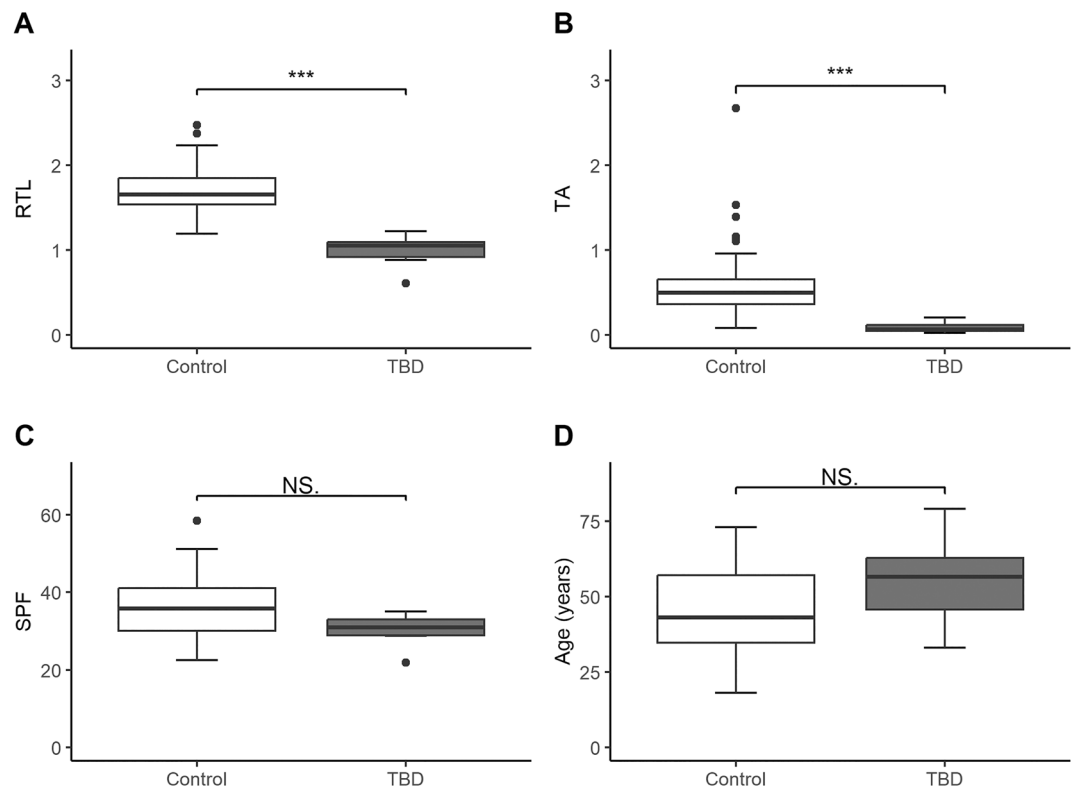 A
3
2
1
0
RTL
***
Control
TBD
B
3
2
1
0
TA
***
Control
TBD
C
60
40
20
0
SPF
NS.
Control
TBD
D
75
50
25
0
Age (years)
NS.
Control
TBD